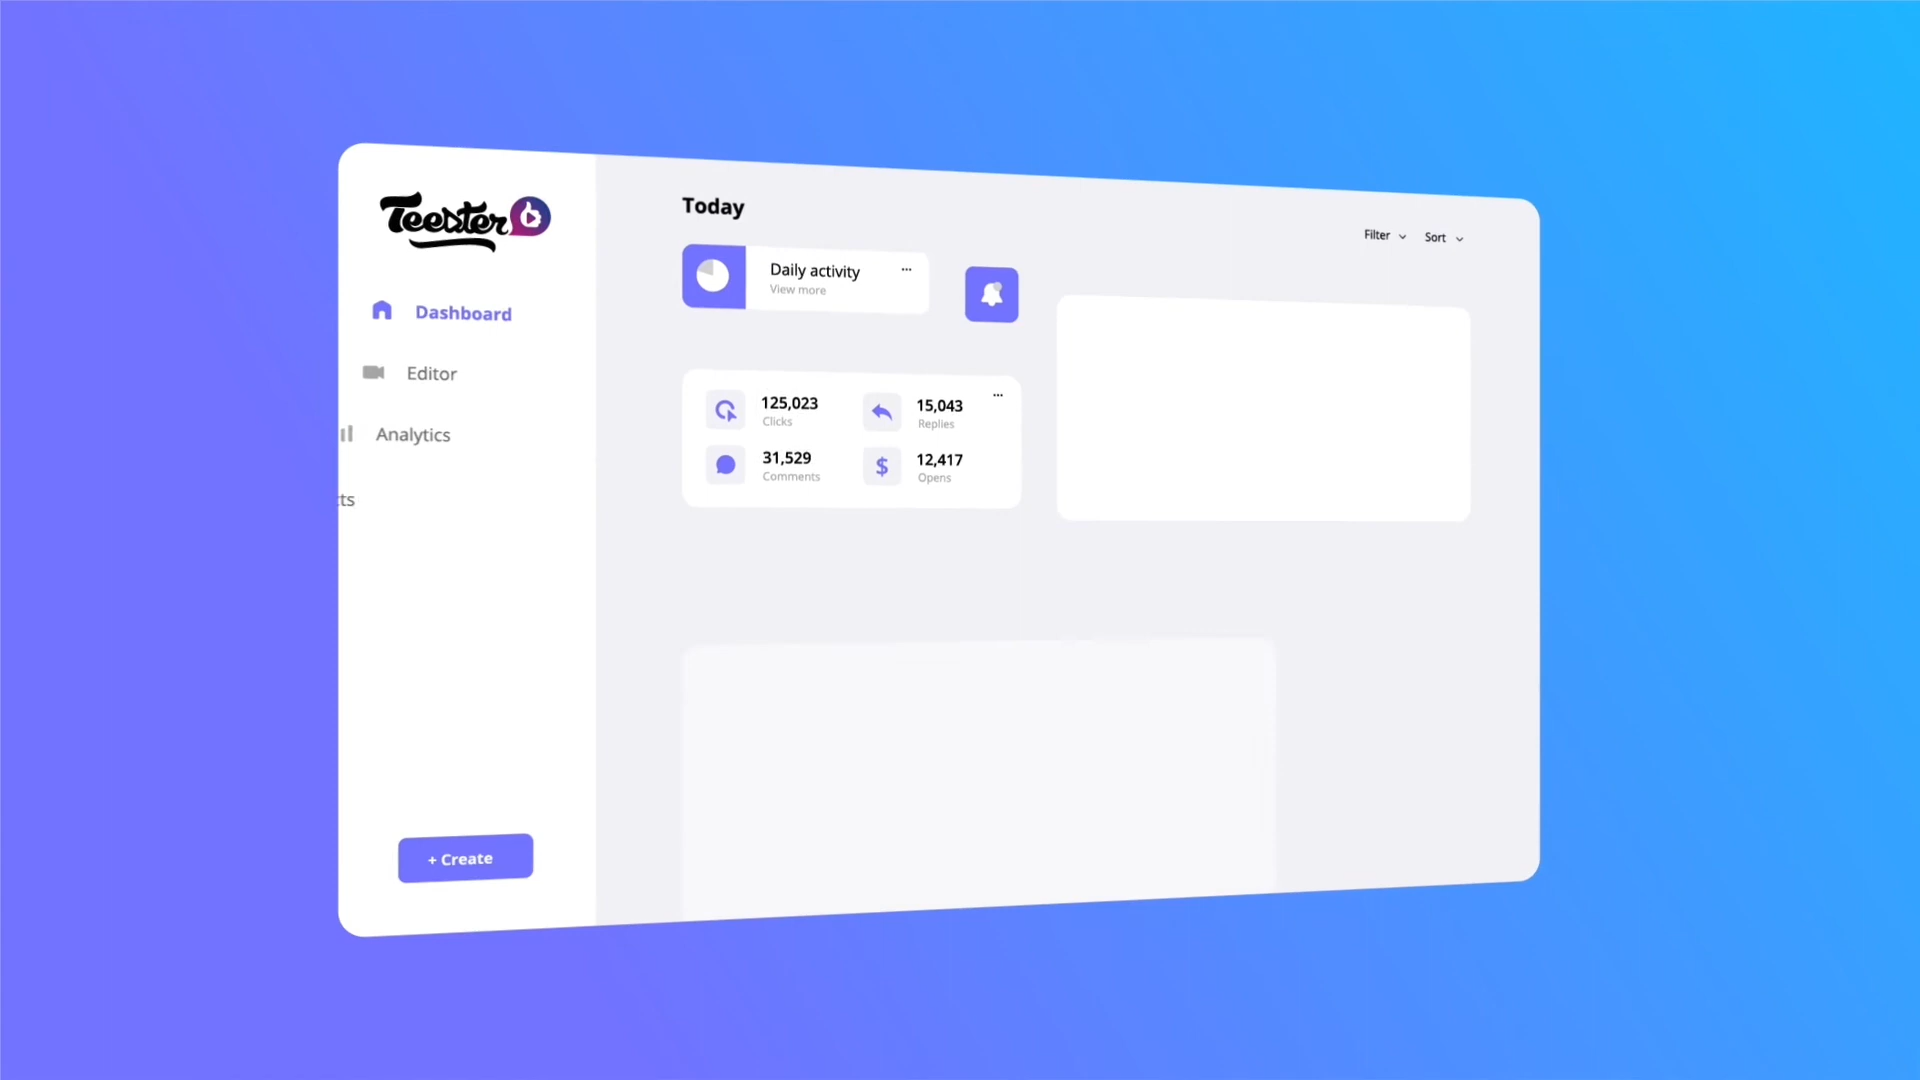 Teester
Dashboard
Editor
Analytics
ts
+ Create
Today
Filter
Sort
Daily activity
View more
125,023
Clicks
15,043
Replies
31,529
Comments
$
12,417
Opens